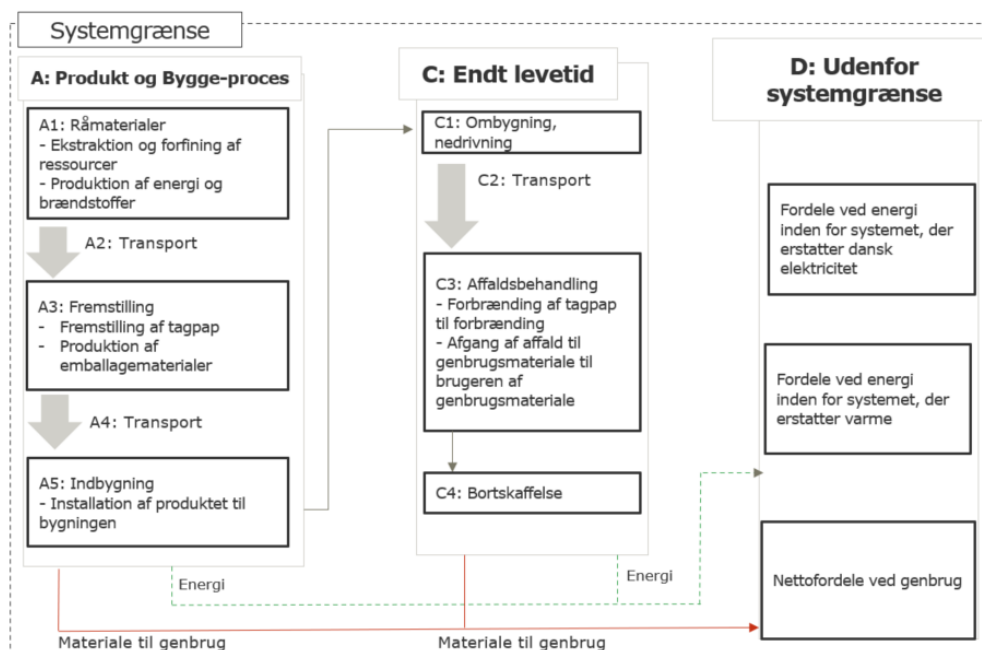 Systemgrænse
A: Produkt og Bygge-proces
A1: Råmaterialer
- Ekstraktion og forfining af
ressourcer
- Produktion af energi og
brændstoffer
A2: Transport
A3: Fremstilling
- Fremstilling af tagpap
- Produktion af
emballagematerialer
A4: Transport
A5: Indbygning
- Installation af produktet til
bygningen
Energi
Materiale til genbrug
C: Endt levetid
C1: Ombygning,
nedrivning
C2: Transport
C3: Affaldsbehandling
- Forbrænding af tagpap
til forbrænding
- Afgang af affald til
genbrugsmateriale til
brugeren af
genbrugsmateriale
C4: Bortskaffelse
Energi
Materiale til genbrug
D: Udenfor
systemgrænse
Fordele ved energi
inden for systemet, der
erstatter dansk
elektricitet
Fordele ved energi
inden for systemet, der
erstatter varme
Nettofordele ved genbrug